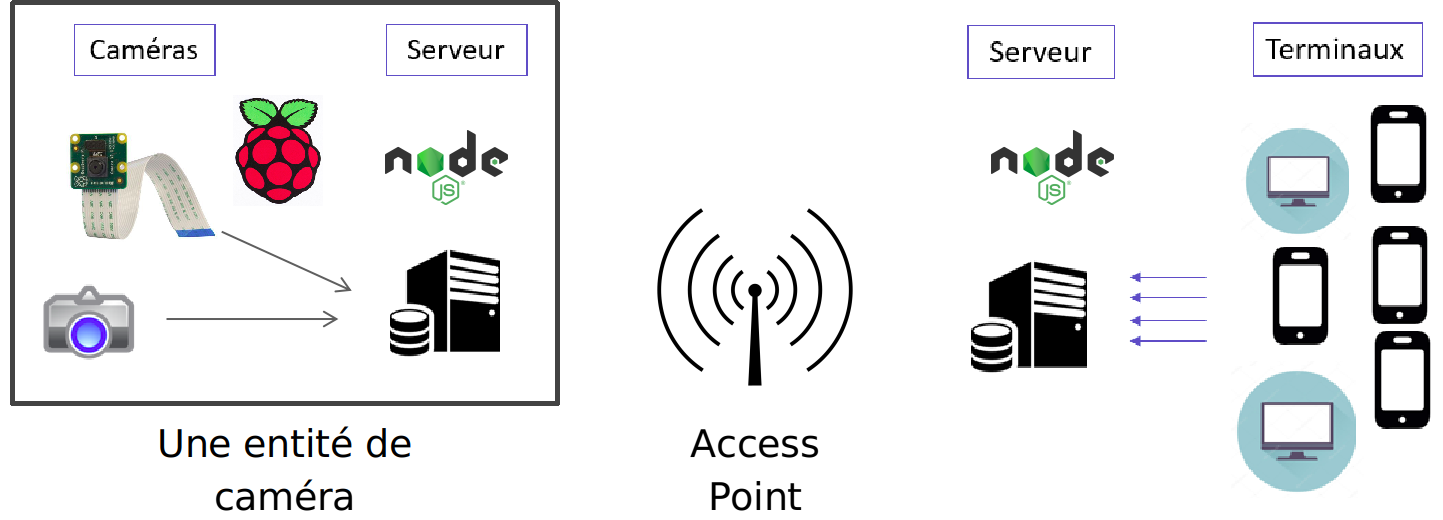 Caméras
Serveur
Serveur
Terminaux
node
JS
node
JS
Une entité de
caméra
Access
Point